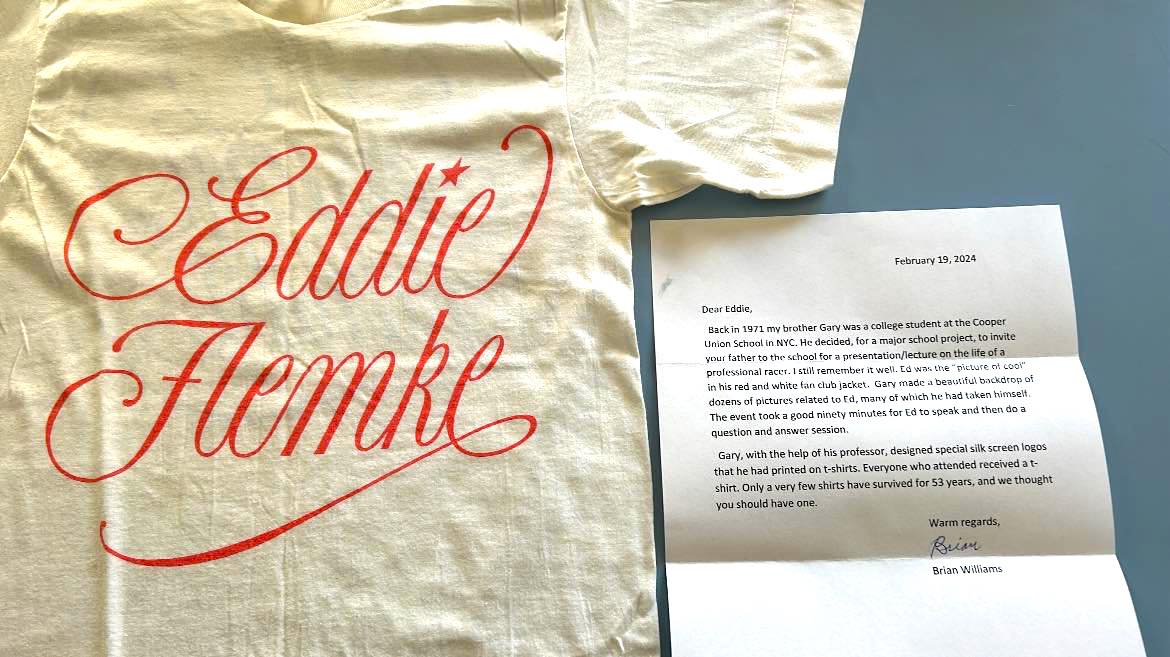 Eddie
Flemke
February 19, 2024
Dear Eddie,
Back in 1971 my brother Gary was a college student at the Cooper
Union School in NYC. He decided, for a major school project, to invite
your father to the school for a presentation/lecture on the life of a
professional racer. I still remember it well. Ed was the "picture of cool"
in his red and white fan club jacket. Gary made a beautiful backdrop of
dozens of pictures related to Ed, many of which he had taken himself.
The event took a good ninety minutes for Ed to speak and then do a
question and answer session.
Gary, with the help of his professor, designed special silk screen logos
that he had printed on t-shirts. Everyone who attended received a t-
shirt. Only a very few shirts have survived for 53 years, and we thought
you should have one.
Warm regards,
Brian
Brian Williams